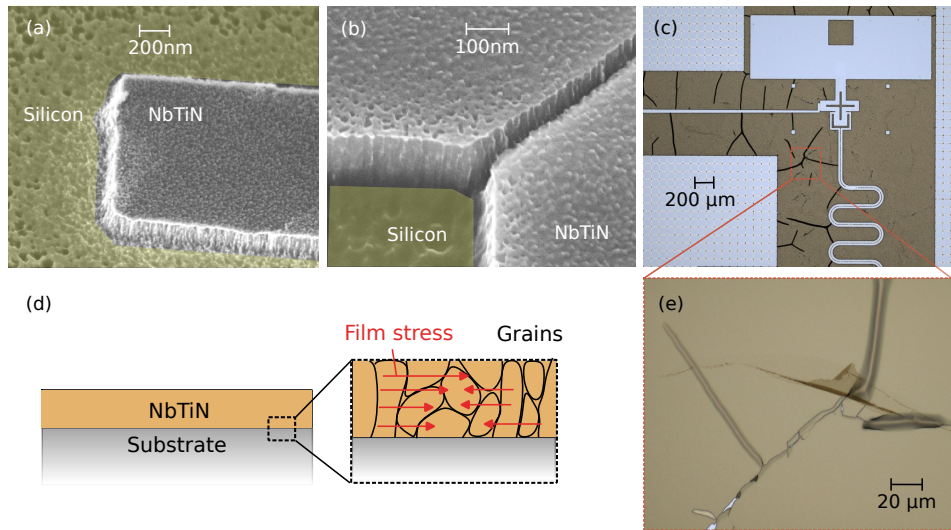 (a)
200nm
Silicon
NbTiN
(b)
100nm
Silicon
NbTiN
(c)
200 μm
(d)
Film stress
Grains
NbTiN
Substrate
(e)
20 μm